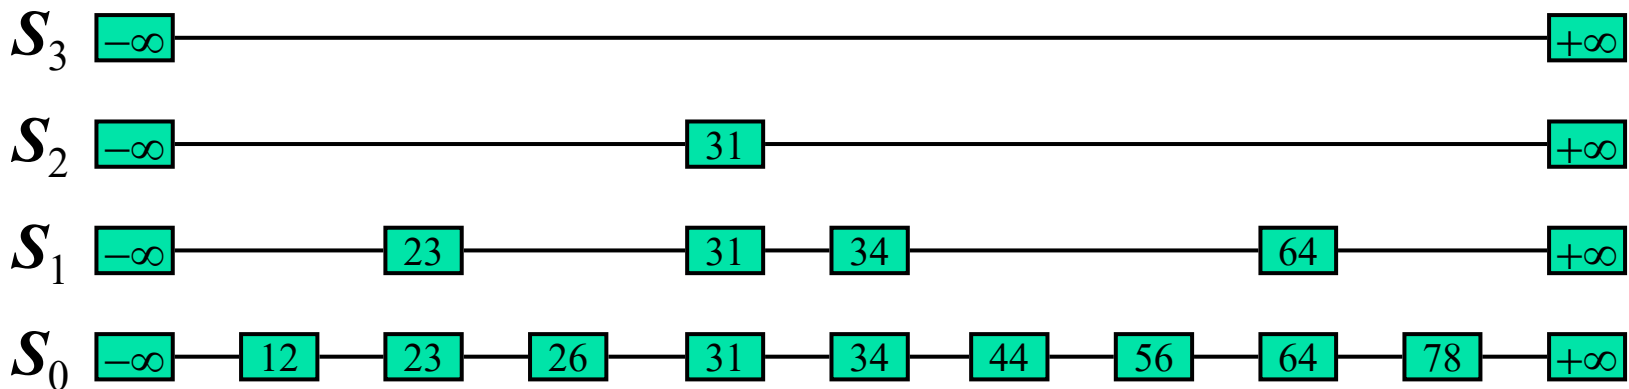 S3 −∞ +∞
S2 −∞ 31 +∞
S1 −∞ 23 31 34 64 +∞
S0 −∞ 12 23 26 31 34 44 56 64 78 +∞